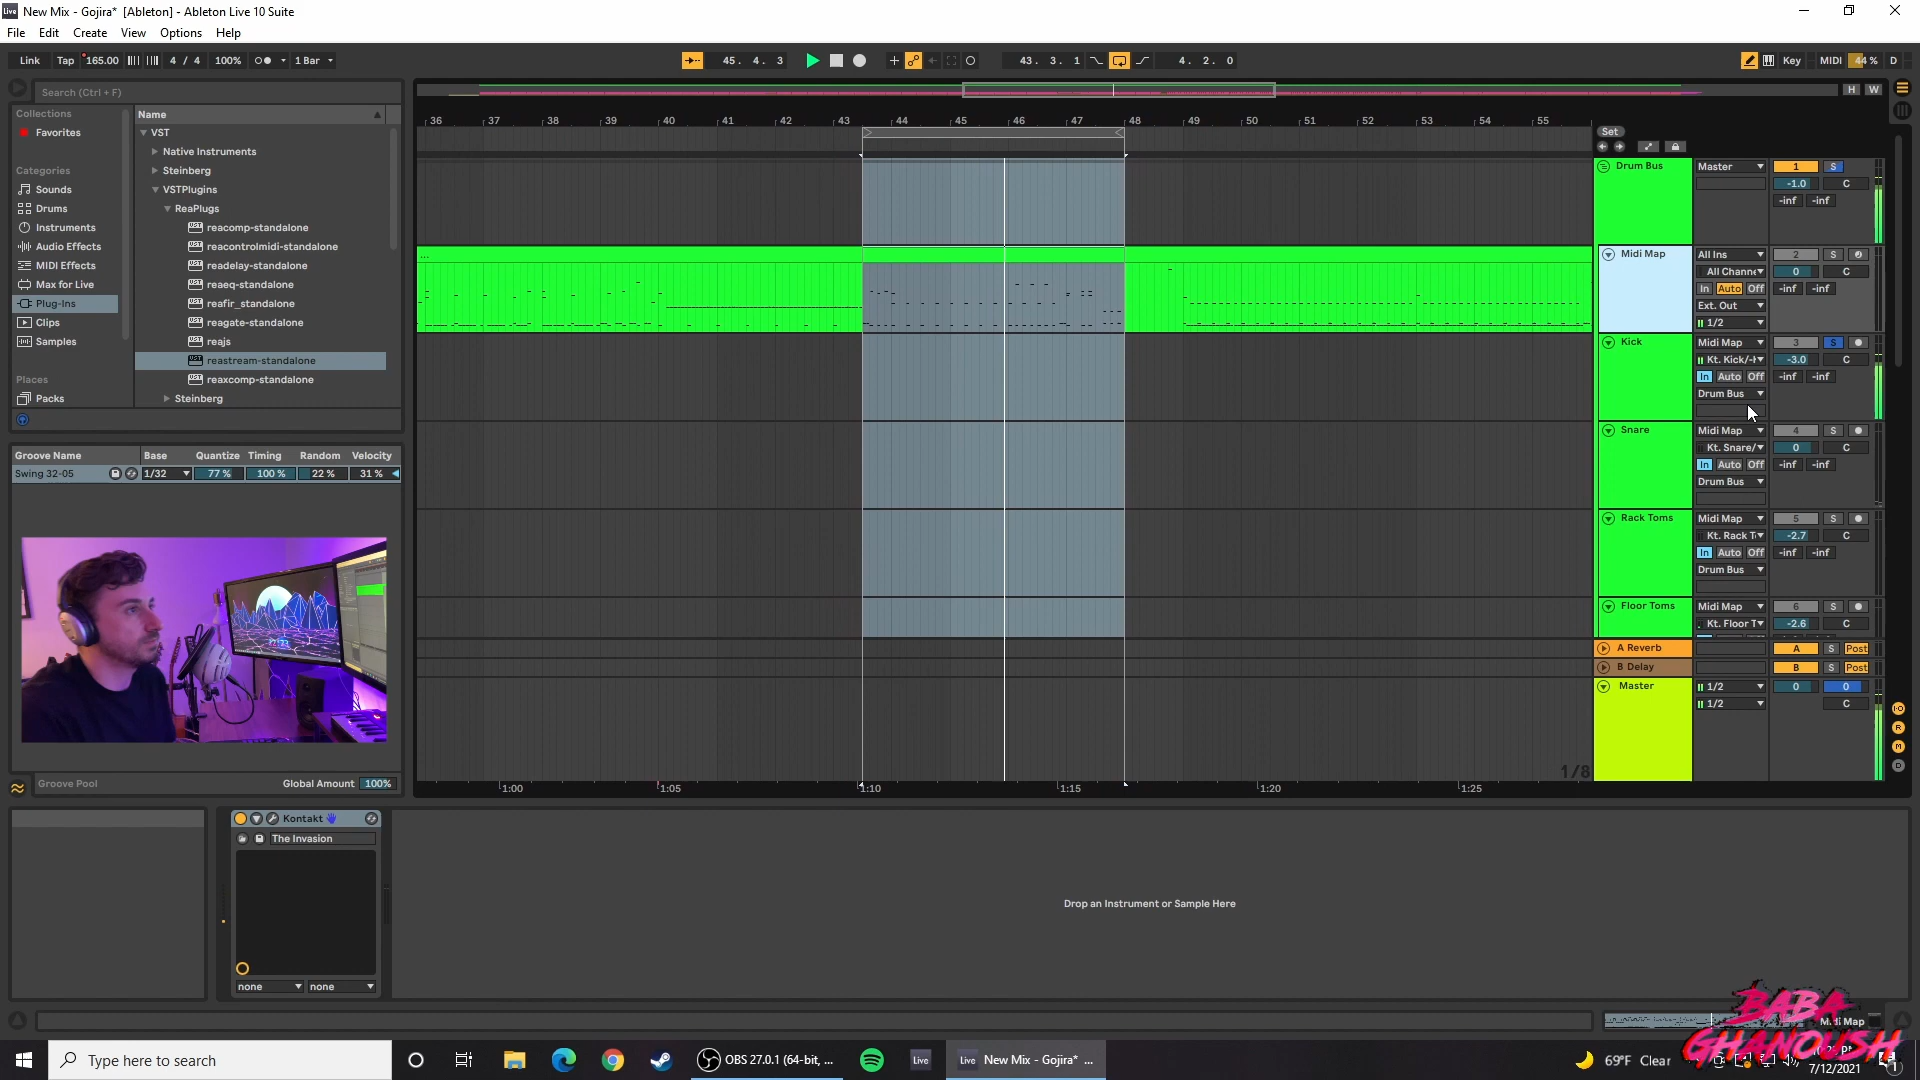 New Mix - Gojira* [Ableton] - Ableton Live 10 Suite
File Edit Create View Options Help
Link Tap 165.00 4 / 4 100% 1 Bar 45. 4. 3 43. 3. 1 4. 2. 0 Key MIDI 44 % D
Search (Ctrl + F)
H W
Collections
Favorites
Categories
Sounds
Drums
Instruments
Audio Effects
MIDI Effects
Max for Live
Plug-Ins
Clips
Samples
Places
Packs
Name
VST
Native Instruments
Steinberg
VSTPlugins
ReaPlugs
reacomp-standalone
reacontrolmidi-standalone
readelay-standalone
reaeq-standalone
reafir_standalone
reagate-standalone
reajs
reastream-standalone
reaxcomp-standalone
Steinberg
36 37 38 39 40 41 42 43 44 45 46 47 48 49 50 51 52 53 54 55
Set
Drum Bus Master 1 S
-1.0 C
-inf -inf
...
Midi Map All Ins 2 S
All Channe 0 C
In Auto Off -inf -inf
Ext. Out
1/2
Kick Midi Map 3 S
Kt. Kick/- -3.0 C
In Auto Off -inf -inf
Drum Bus
Snare Midi Map 4 S
Kt. Snare/ 0 C
In Auto Off -inf -inf
Drum Bus
Rack Toms Midi Map 5 S
Kt. Rack T -2.7 C
In Auto Off -inf -inf
Drum Bus
Floor Toms Midi Map 6 S
Kt. Floor T -2.6 C
A Reverb A S Post
B Delay B S Post
Master 1/2 0 0
1/2 C
1/8
1:00 1:05 1:10 1:15 1:20 1:25
Groove Name Base Quantize Timing Random Velocity
Swing 32-05 1/32 77 % 100 % 22 % 31 %
Groove Pool Global Amount 100%
Kontakt
The Invasion
none none
Drop an Instrument or Sample Here
Midi Map
BABA
GHANOUSH
Type here to search
OBS 27.0.1 (64-bit, ...
Live
Live New Mix - Gojira* ...
69°F Clear
7/12/2021